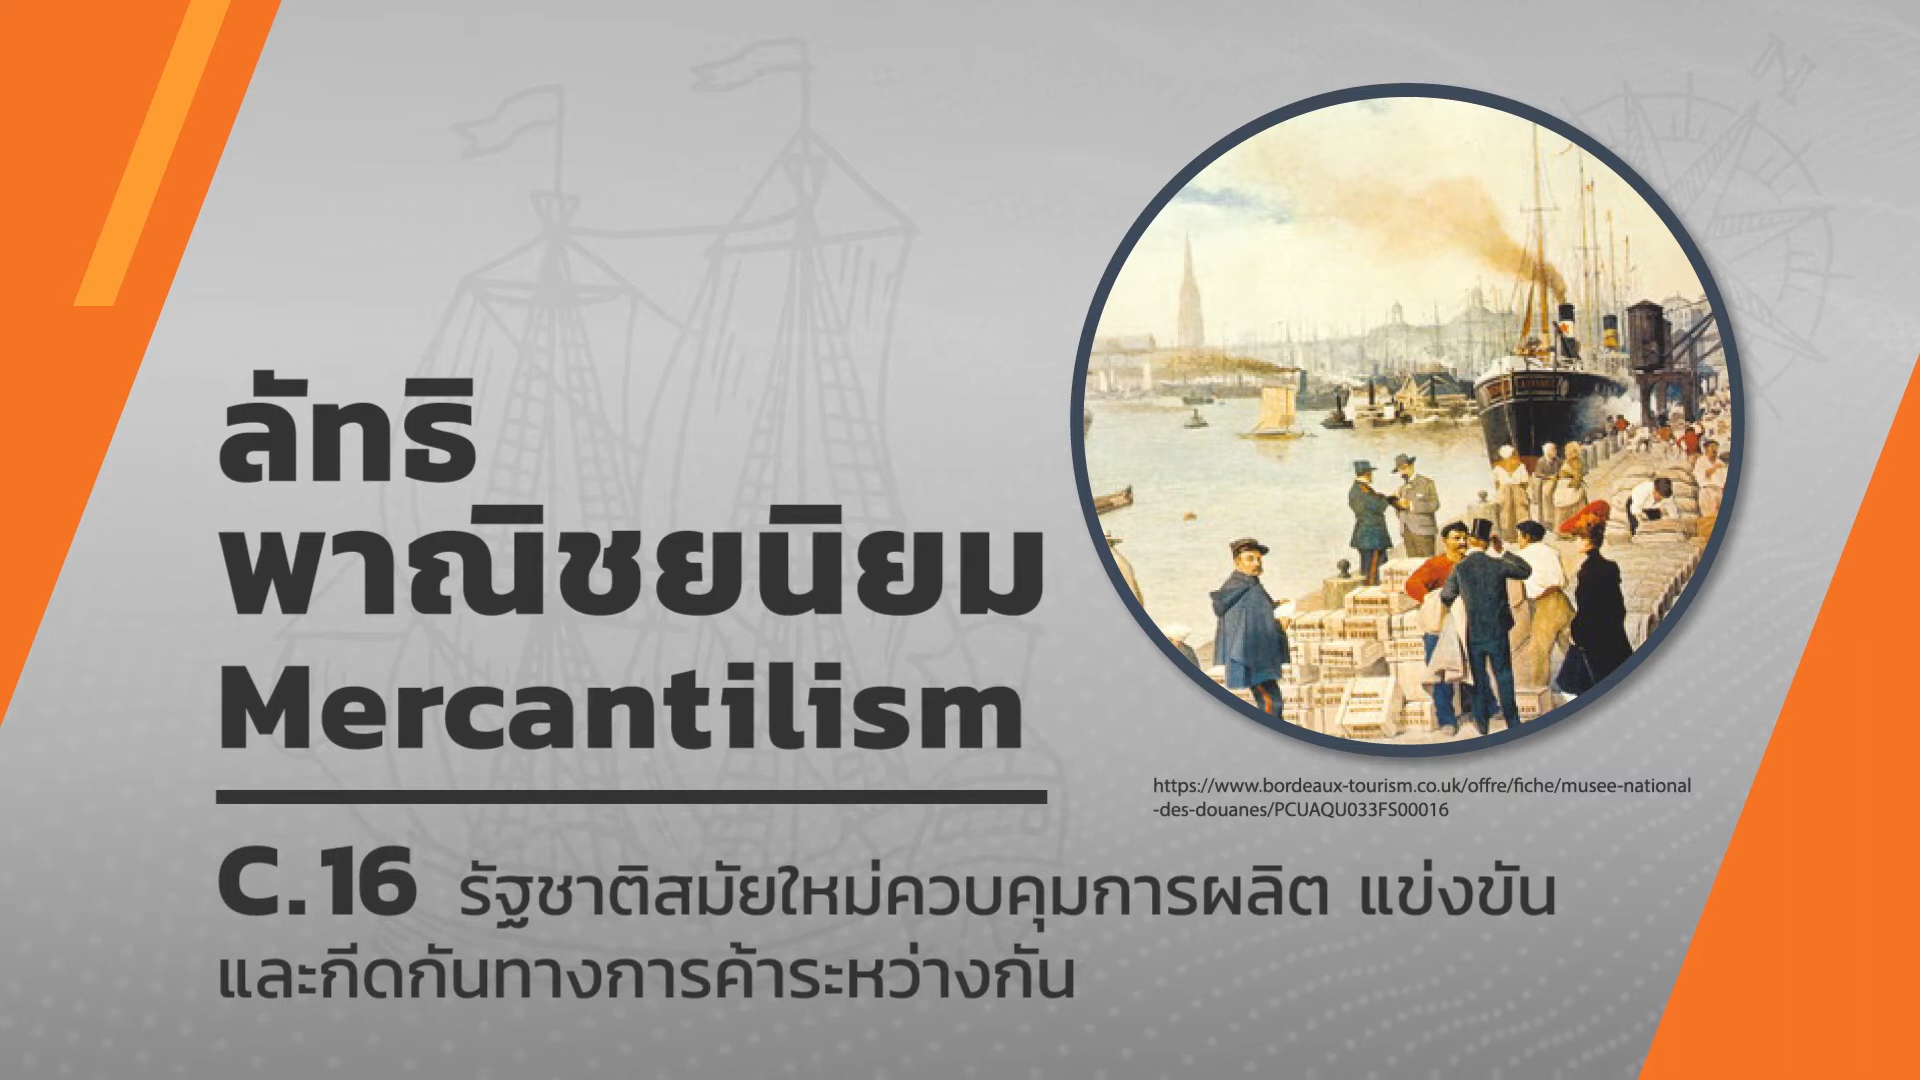 ลัทธิ
พาณิชยนิยม
Mercantilism
C.16 รัฐชาติสมัยใหม่ควบคุมการผลิต แข่งขัน
และกีดกันทางการค้าระหว่างกัน
https://www.bordeaux-tourism.co.uk/offre/fiche/musee-national
-des-douanes/PCUAQU033FS00016
N